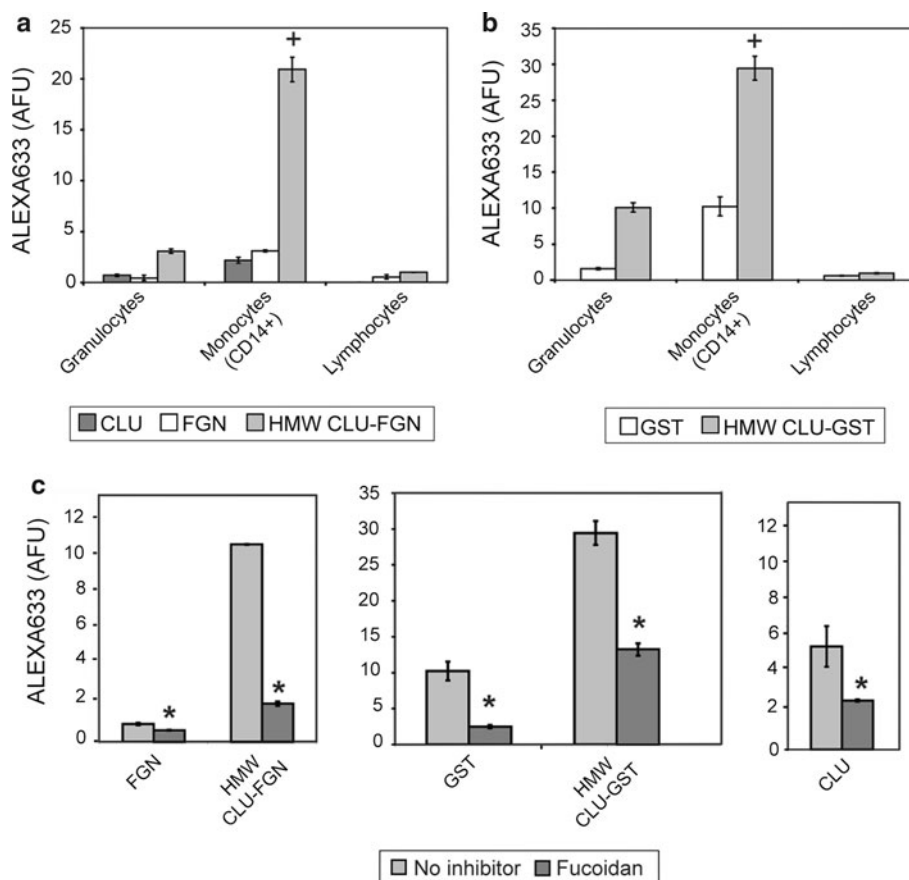 a
ALEXA633 (AFU)
25
20
15
10
5
0
+
Granulocytes
Monocytes
(CD14+)
Lymphocytes
CLU FGN HMW CLU-FGN
b
ALEXA633 (AFU)
35
30
25
20
15
10
5
0
+
Granulocytes
Monocytes
(CD14+)
Lymphocytes
GST HMW CLU-GST
c
ALEXA633 (AFU)
12
10
8
6
4
2
0
*
*
FGN
HMW
CLU-FGN
35
30
25
20
15
10
5
0
*
*
GST
HMW
CLU-GST
12
10
8
6
4
2
0
*
CLU
No inhibitor Fucoidan